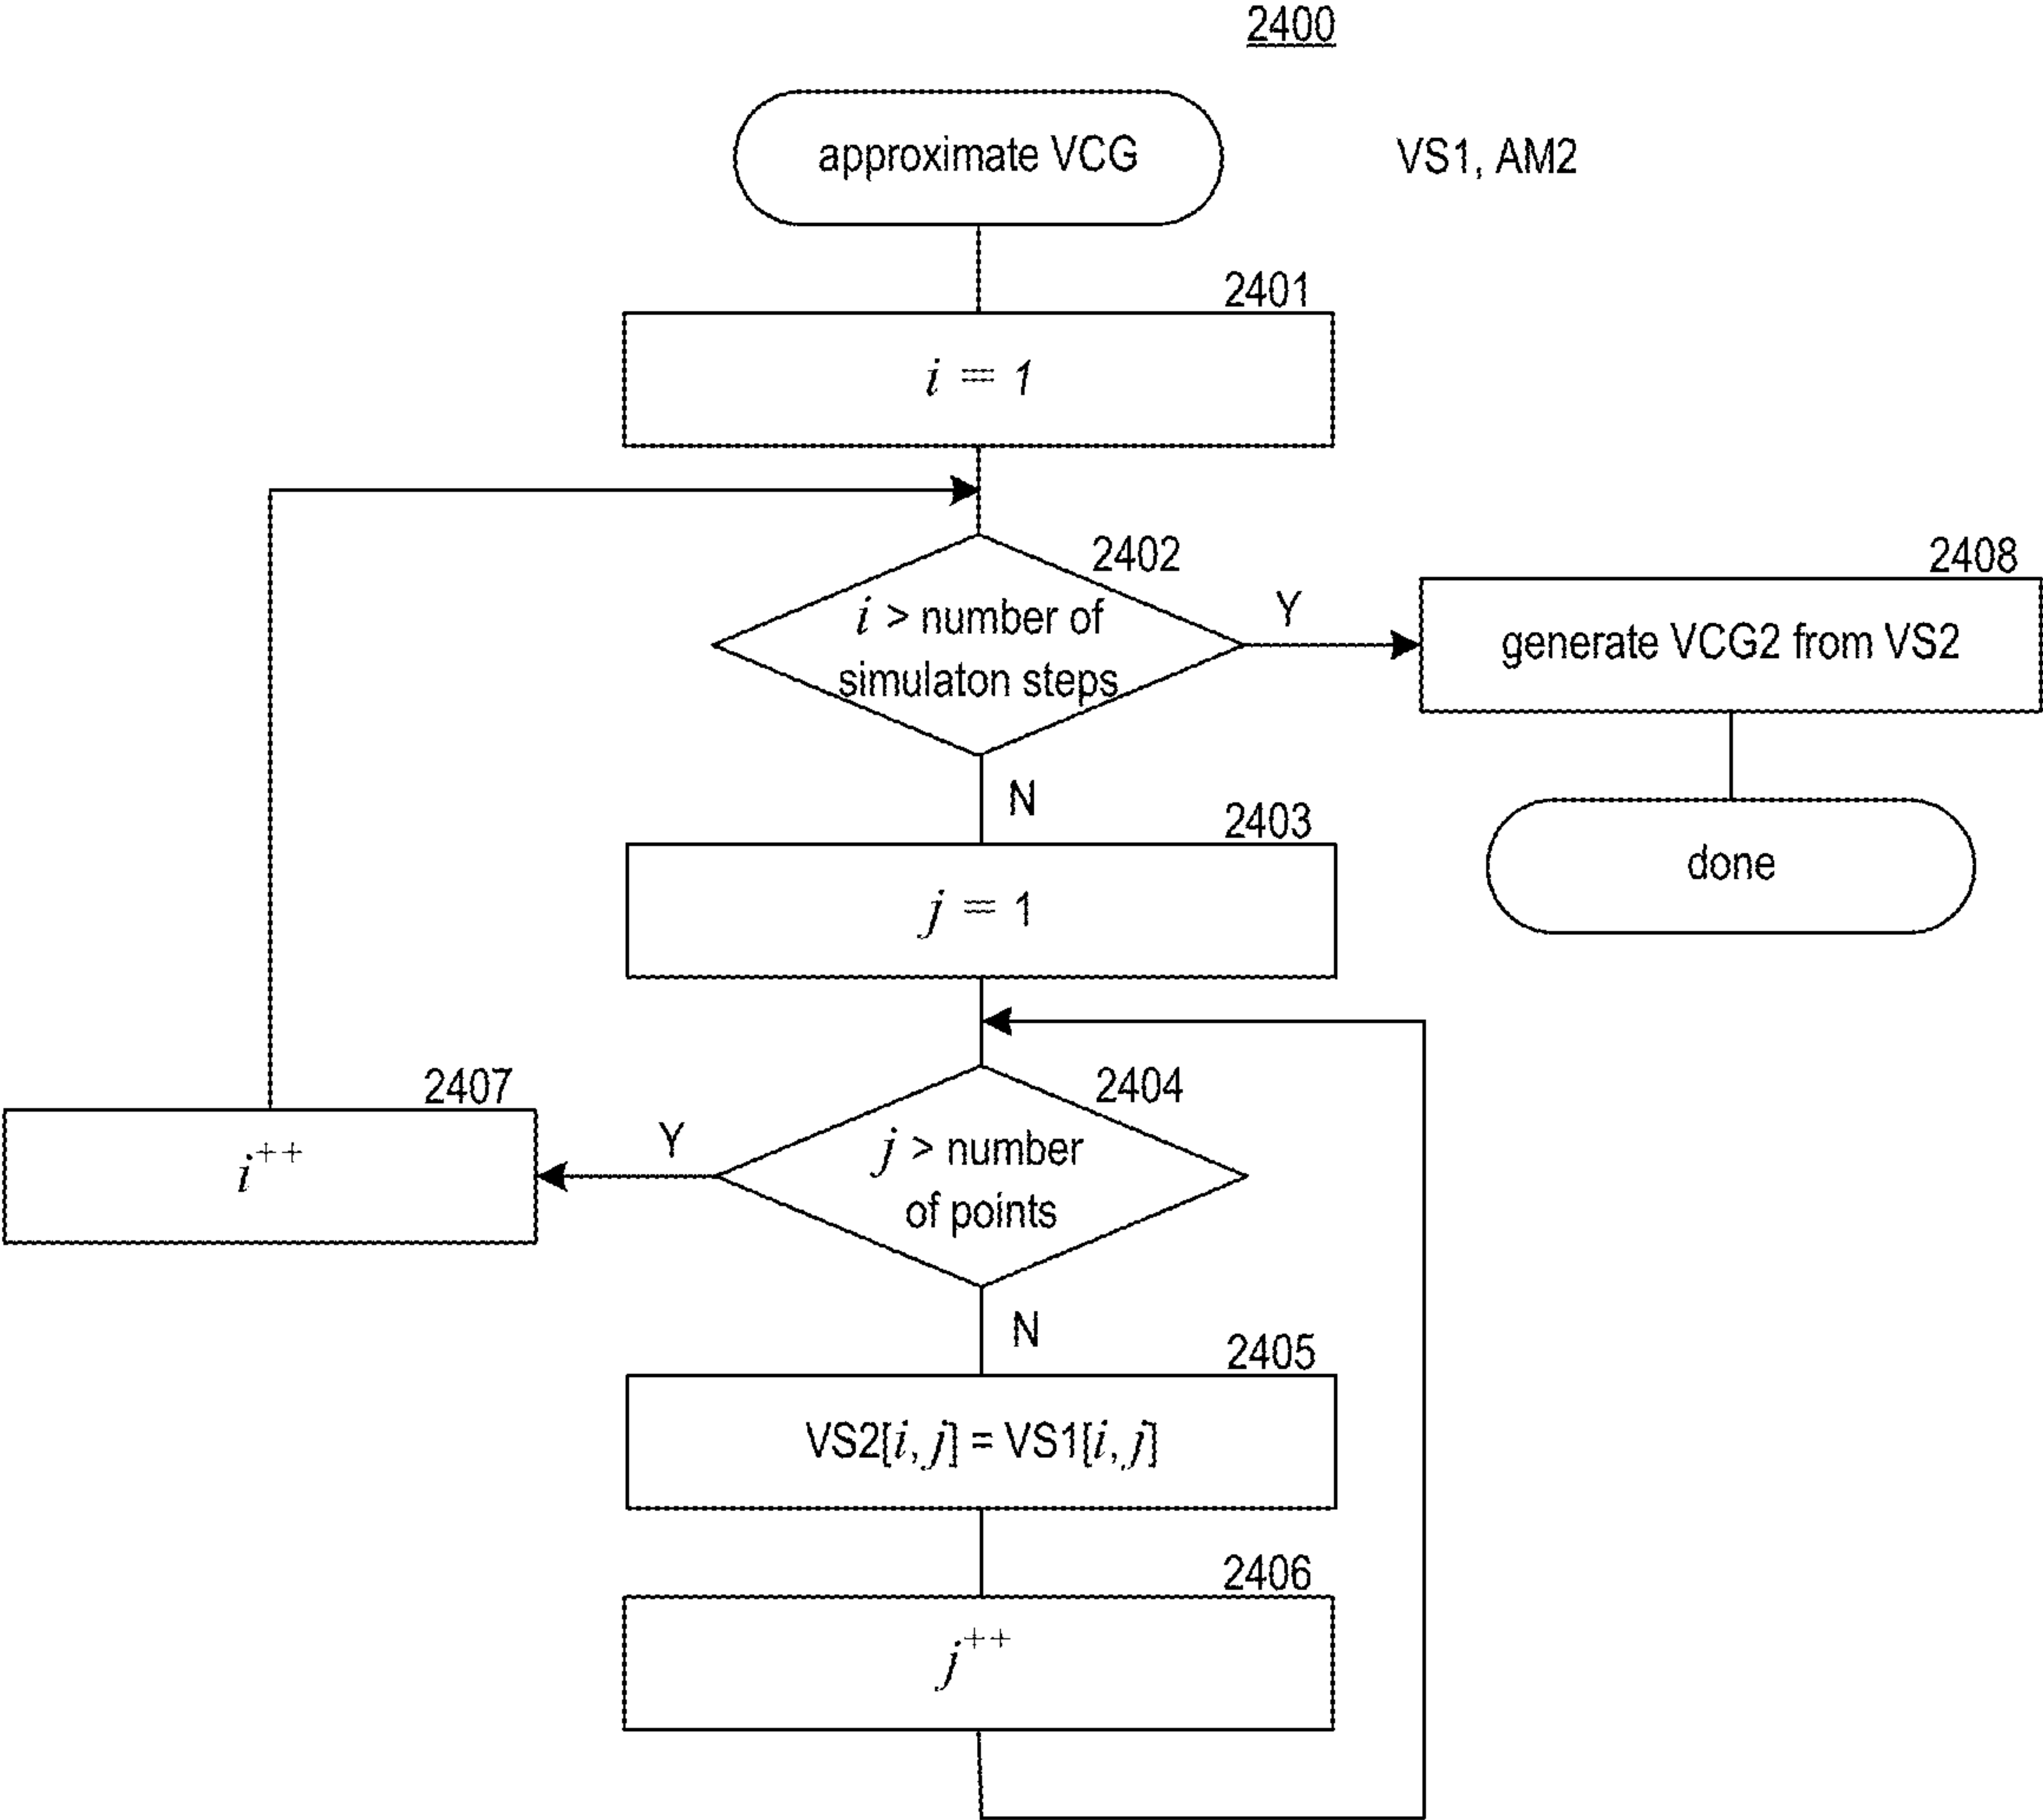 2400
approximate VCG
VS1, AM2
2401
i = 1
2402
i > number of
simulaton steps
Y
2408
generate VCG2 from VS2
N
2403
j = 1
done
2407
i++
Y
2404
j > number
of points
N
2405
VS2[i, j] = VS1[i, j]
2406
j++